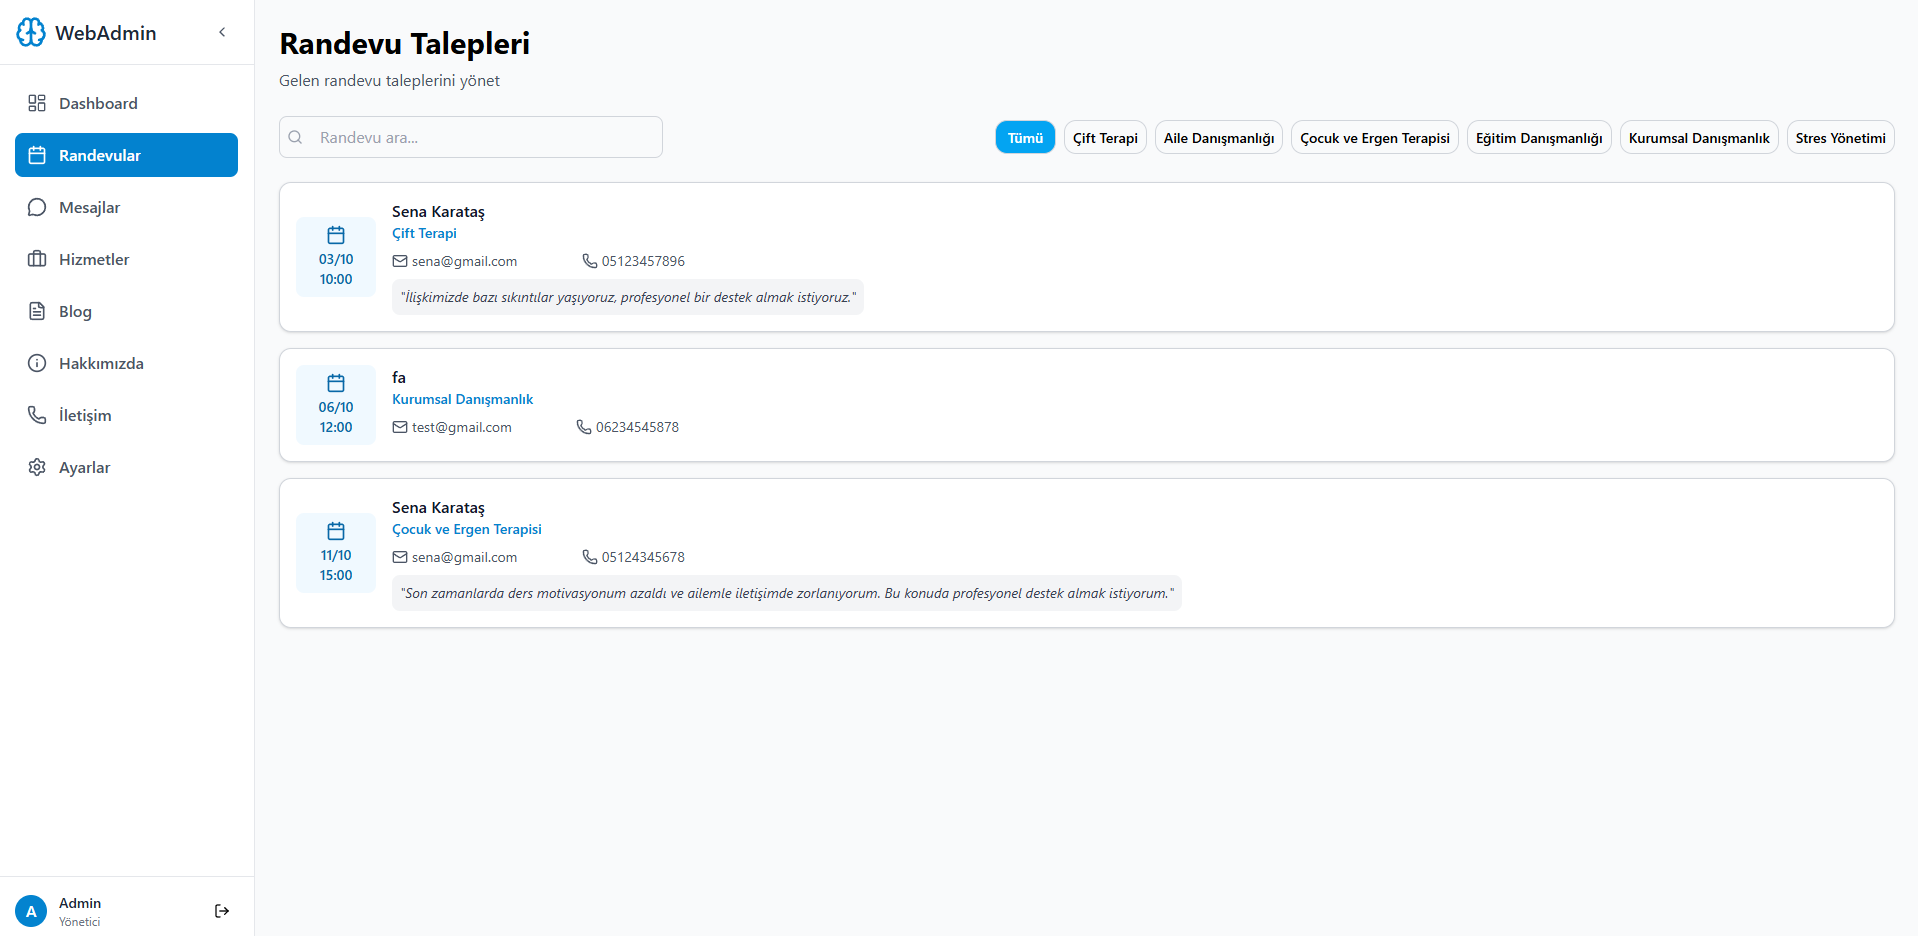 WebAdmin
Dashboard
Randevular
Mesajlar
Hizmetler
Blog
Hakkımızda
İletişim
Ayarlar
A
Admin
Yönetici
Randevu Talepleri
Gelen randevu taleplerini yönet
Randevu ara...
Tümü Çift Terapi Aile Danışmanlığı Çocuk ve Ergen Terapisi Eğitim Danışmanlığı Kurumsal Danışmanlık Stres Yönetimi
03/10
10:00
Sena Karataş
Çift Terapi
sena@gmail.com 05123457896
"İlişkimizde bazı sıkıntılar yaşıyoruz, profesyonel bir destek almak istiyoruz."
06/10
12:00
fa
Kurumsal Danışmanlık
test@gmail.com 06234545878
11/10
15:00
Sena Karataş
Çocuk ve Ergen Terapisi
sena@gmail.com 05124345678
"Son zamanlarda ders motivasyonum azaldı ve ailemle iletişimde zorlanıyorum. Bu konuda profesyonel destek almak istiyorum."